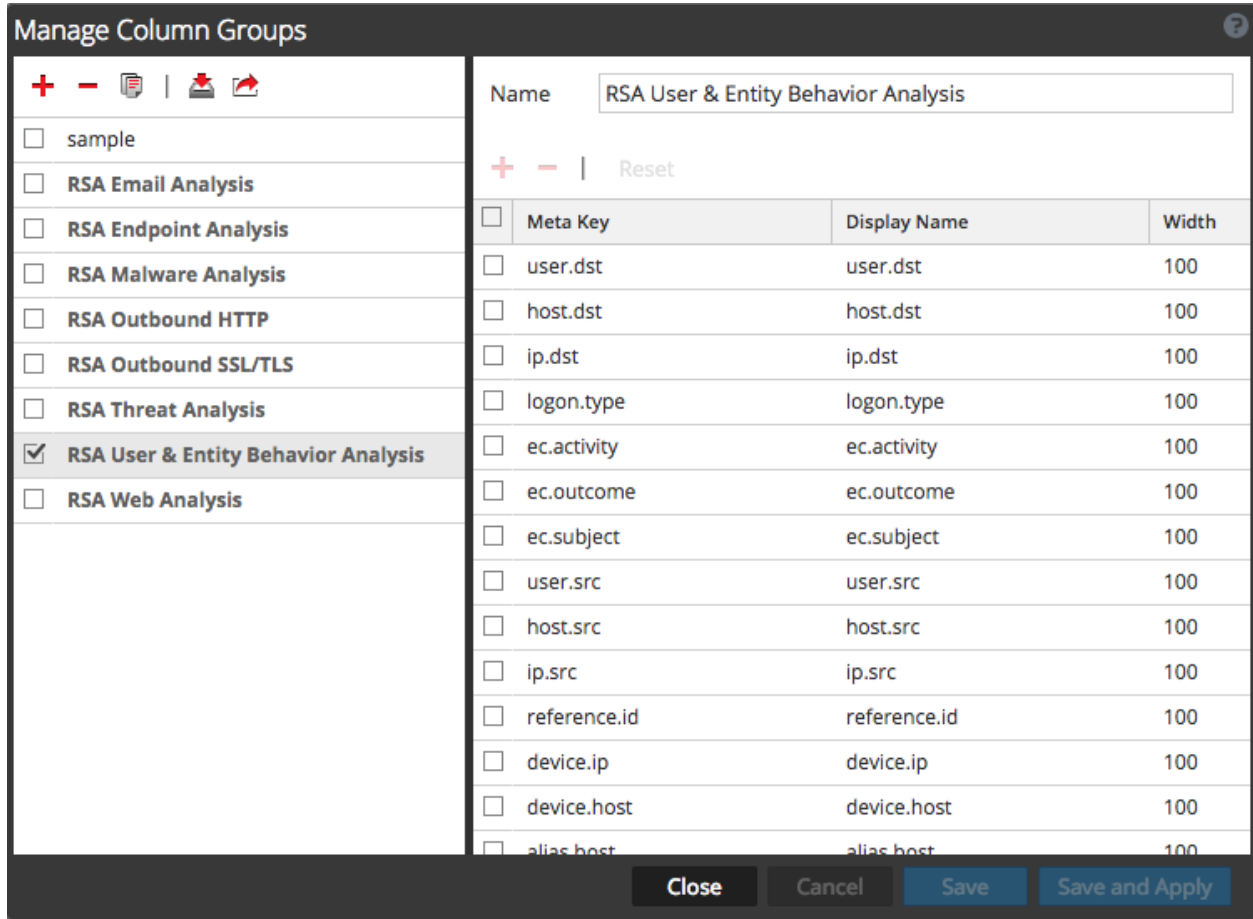 Manage Column Groups
?
sample
RSA Email Analysis
RSA Endpoint Analysis
RSA Malware Analysis
RSA Outbound HTTP
RSA Outbound SSL/TLS
RSA Threat Analysis
RSA User & Entity Behavior Analysis
RSA Web Analysis
Name RSA User & Entity Behavior Analysis
Reset
Meta Key Display Name Width
user.dst user.dst 100
host.dst host.dst 100
ip.dst ip.dst 100
logon.type logon.type 100
ec.activity ec.activity 100
ec.outcome ec.outcome 100
ec.subject ec.subject 100
user.src user.src 100
host.src host.src 100
ip.src ip.src 100
reference.id reference.id 100
device.ip device.ip 100
device.host device.host 100
alias.host alias.host 100
Close Cancel Save Save and Apply